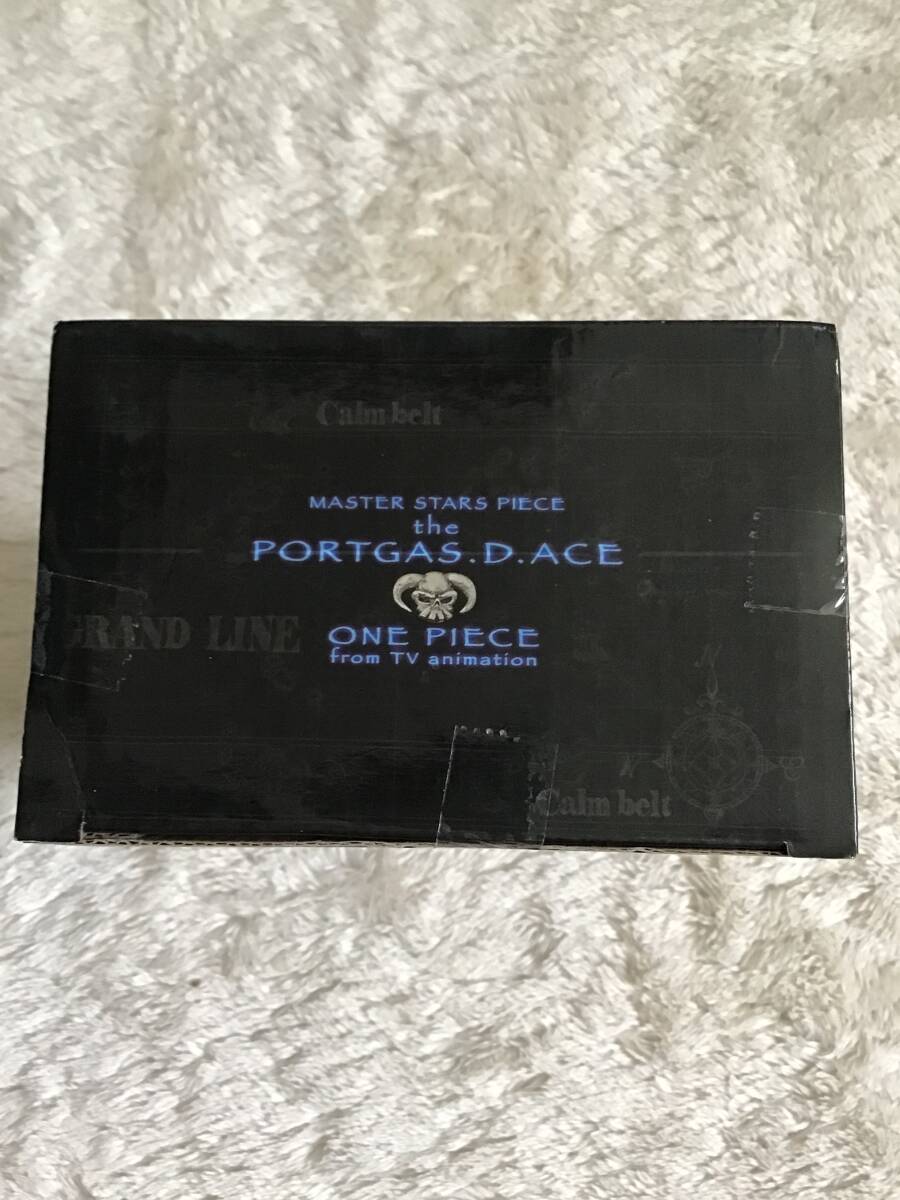 Calm belt
MASTER STARS PIECE
the
PORTGAS.D.ACE
GRAND LINE
ONE PIECE
from TV animation
N
W
Calm belt